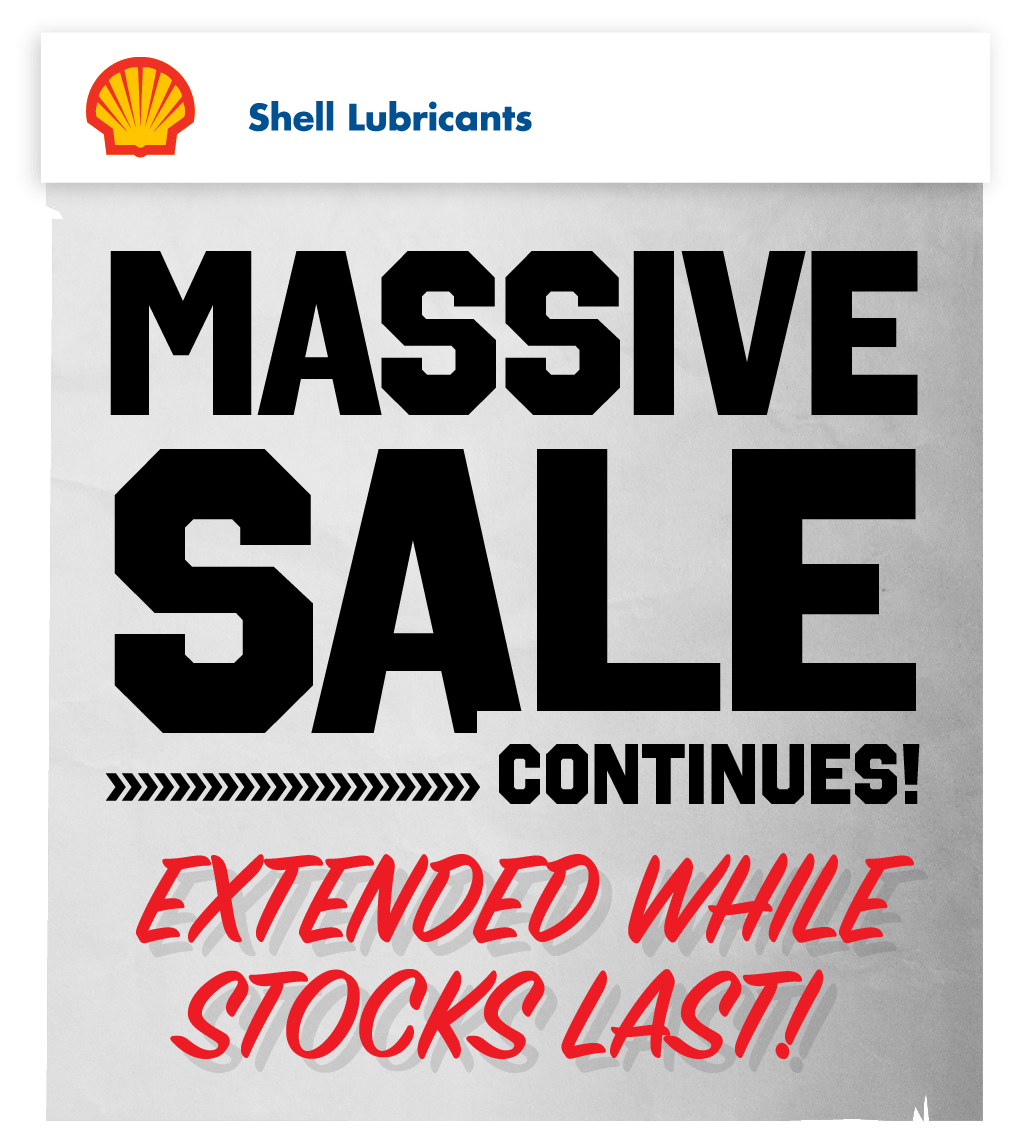 Shell Lubricants
MASSIVE
SALE
CONTINUES!
EXTENDED WHILE
STOCKS LAST!